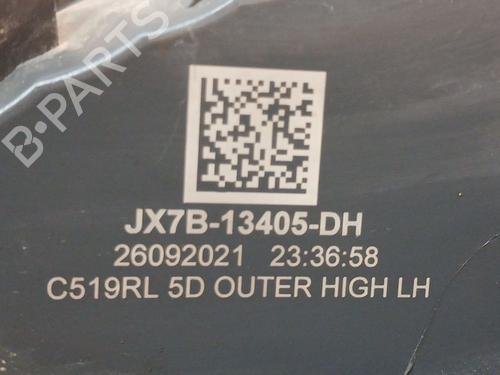 B-PARTS
JX7B-13405-DH
26092021 23:36:58
C519RL 5D OUTER HIGH LH